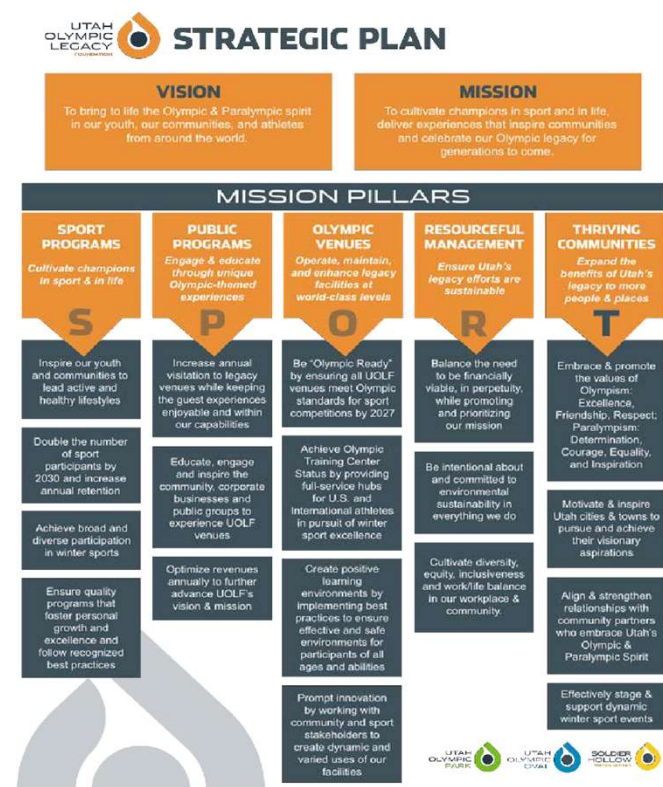 UTAH
OLYMPIC
LEGACY
FOUNDATION
STRATEGIC PLAN
VISION
To bring to life the Olympic & Paralympic spirit
in our youth, our communities, and athletes
from around the world.
MISSION
To cultivate champions in sport and in life,
deliver experiences that inspire communities
and celebrate our Olympic legacy for
generations to come.
MISSION PILLARS
SPORT
PROGRAMS
Cultivate champions
in sport & in life
S
Inspire our youth
and communities to
lead active and
healthy lifestyles
Double the number
of sport
participants by
2030 and increase
annual retention
Achieve broad and
diverse participation
in winter sports
Ensure quality
programs that
foster personal
growth and
excellence and
follow recognized
best practices
PUBLIC
PROGRAMS
Engage & educate
through unique
Olympic-themed
experiences
P
Increase annual
visitation to legacy
venues while keeping
the guest experiences
enjoyable and within
our capabilities
Educate, engage
and inspire the
community, corporate
businesses and
public groups to
experience UOLF
venues
Optimize revenues
annually to further
advance UOLF's
vision & mission
OLYMPIC
VENUES
Operate, maintain,
and enhance legacy
facilities at
world-class levels
O
Be "Olympic Ready"
by ensuring all UOLF
venues meet Olympic
standards for sport
competitions by 2027
Achieve Olympic
Training Center
Status by providing
full-service hubs
for U.S. and
International athletes
in pursuit of winter
sport excellence
Create positive
learning
environments by
implementing best
practices to ensure
effective and safe
environments for
participants of all
ages and abilities
Prompt innovation
by working with
community and sport
stakeholders to
create dynamic and
varied uses of our
facilities
RESOURCEFUL
MANAGEMENT
Ensure Utah's
legacy efforts are
sustainable
R
Balance the need
to be financially
viable, in perpetuity,
while promoting
and prioritizing
our mission
Be intentional about
and committed to
environmental
sustainability in
everything we do
Cultivate diversity,
equity, inclusiveness
and work/life balance
in our workplace &
community.
THRIVING
COMMUNITIES
Expand the
benefits of Utah's
legacy to more
people & places
T
Embrace & promote
the values of
Olympism:
Excellence,
Friendship, Respect;
Paralympism:
Determination,
Courage, Equality,
and Inspiration
Motivate & inspire
Utah cities & towns to
pursue and achieve
their visionary
aspirations
Align & strengthen
relationships with
community partners
who embrace Utah's
Olympic &
Paralympic Spirit
Effectively stage &
support dynamic
winter sport events
UTAH
OLYMPIC
PARK
UTAH
OLYMPIC
OVAL
SOLDIER
HOLLOW